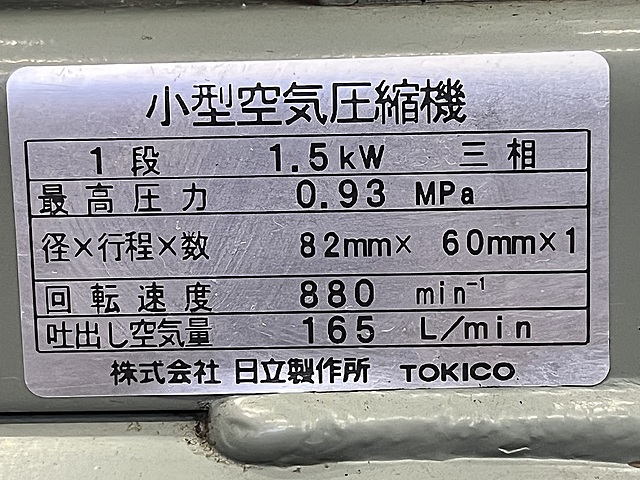 小型空気圧縮機
1段 1.5kW 三相
最高圧力 0.93 MPa
径×行程×数 82mm× 60mm×1
回転速度 880 min⁻¹
吐出し空気量 165 L/min
株式会社 日立製作所 TOKICO